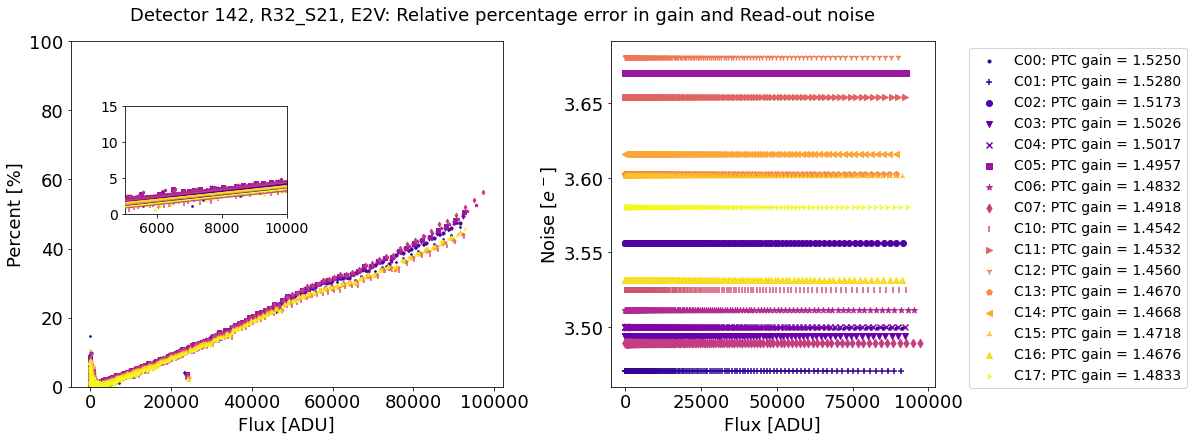 Detector 142, R32_S21, E2V: Relative percentage error in gain and Read-out noise
100
80
60
40
20
0
Percent [%]
15
10
5
0
6000 8000 10000
0 20000 40000 60000 80000 100000
Flux [ADU]
3.65
3.60
3.55
3.50
Noise [e⁻]
0 25000 50000 75000 100000
Flux [ADU]
C00: PTC gain = 1.5250
C01: PTC gain = 1.5280
C02: PTC gain = 1.5173
C03: PTC gain = 1.5026
C04: PTC gain = 1.5017
C05: PTC gain = 1.4957
C06: PTC gain = 1.4832
C07: PTC gain = 1.4918
C10: PTC gain = 1.4542
C11: PTC gain = 1.4532
C12: PTC gain = 1.4560
C13: PTC gain = 1.4670
C14: PTC gain = 1.4668
C15: PTC gain = 1.4718
C16: PTC gain = 1.4676
C17: PTC gain = 1.4833